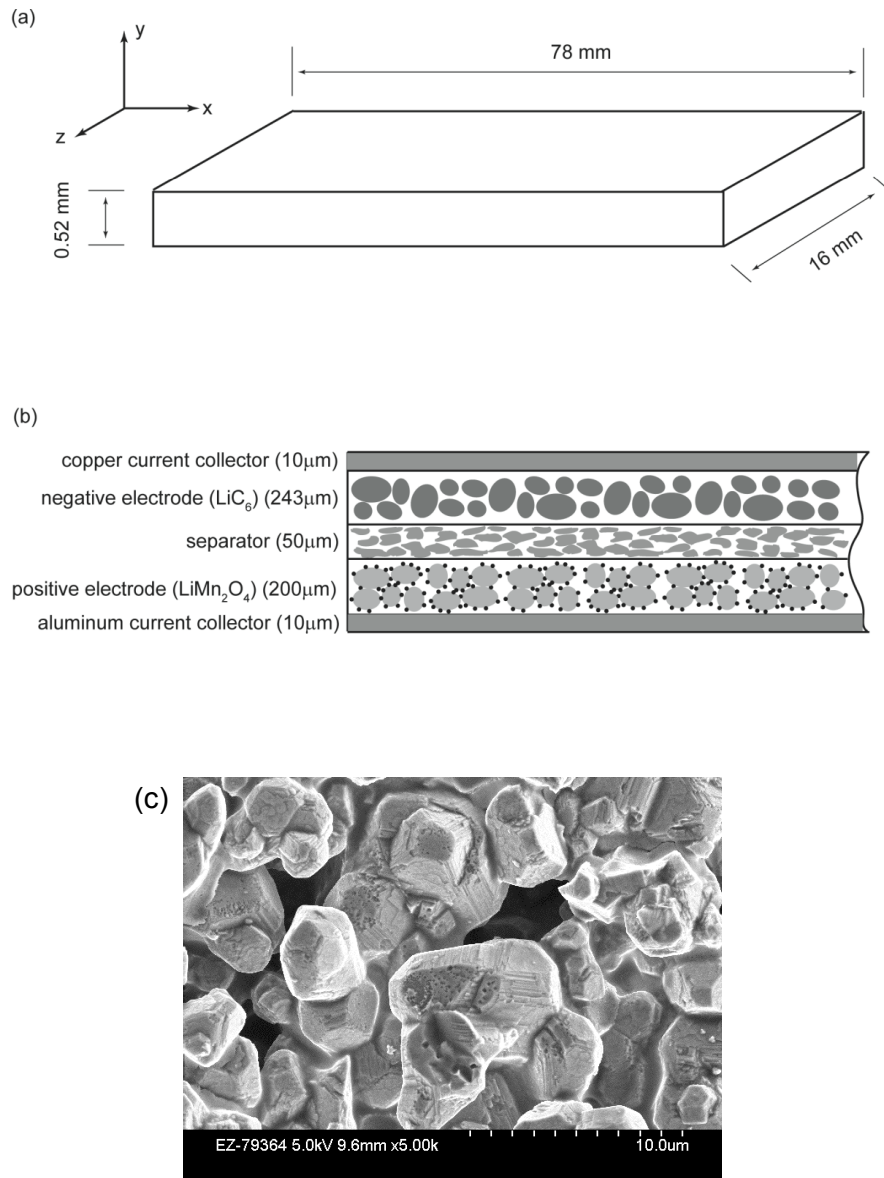 (a)
y
x
z
78 mm
0.52 mm
16 mm
(b)
copper current collector (10μm)
negative electrode (LiC₆) (243μm)
separator (50μm)
positive electrode (LiMn₂O₄) (200μm)
aluminum current collector (10μm)
(c)
EZ-79364 5.0kV 9.6mm x5.00k 10.0um